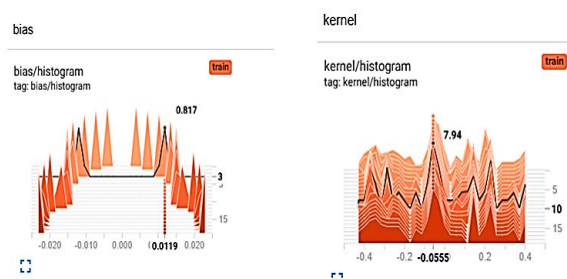 bias
bias/histogram
tag: bias/histogram
train
0.817
3
15
-0.020 -0.010 0.000 0.0119 0.020
kernel
kernel/histogram
tag: kernel/histogram
train
7.94
5
10
15
-0.4 -0.2 -0.0555 0.2 0.4